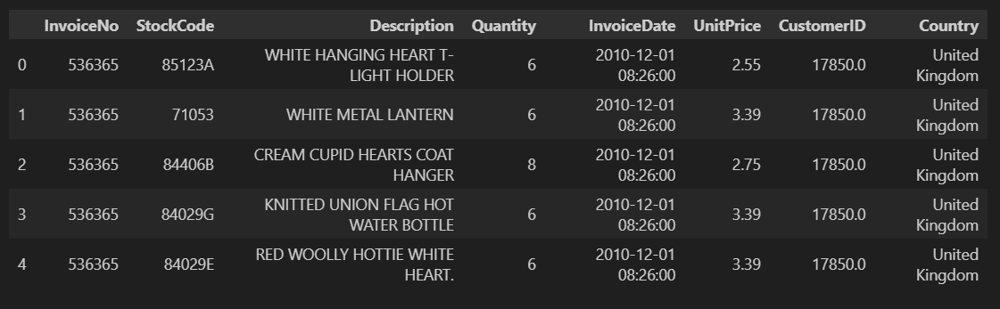 InvoiceNo StockCode Description Quantity InvoiceDate UnitPrice CustomerID Country
0 536365 85123A WHITE HANGING HEART T-LIGHT HOLDER 6 2010-12-01 08:26:00 2.55 17850.0 United Kingdom
1 536365 71053 WHITE METAL LANTERN 6 2010-12-01 08:26:00 3.39 17850.0 United Kingdom
2 536365 84406B CREAM CUPID HEARTS COAT HANGER 8 2010-12-01 08:26:00 2.75 17850.0 United Kingdom
3 536365 84029G KNITTED UNION FLAG HOT WATER BOTTLE 6 2010-12-01 08:26:00 3.39 17850.0 United Kingdom
4 536365 84029E RED WOOLLY HOTTIE WHITE HEART. 6 2010-12-01 08:26:00 3.39 17850.0 United Kingdom